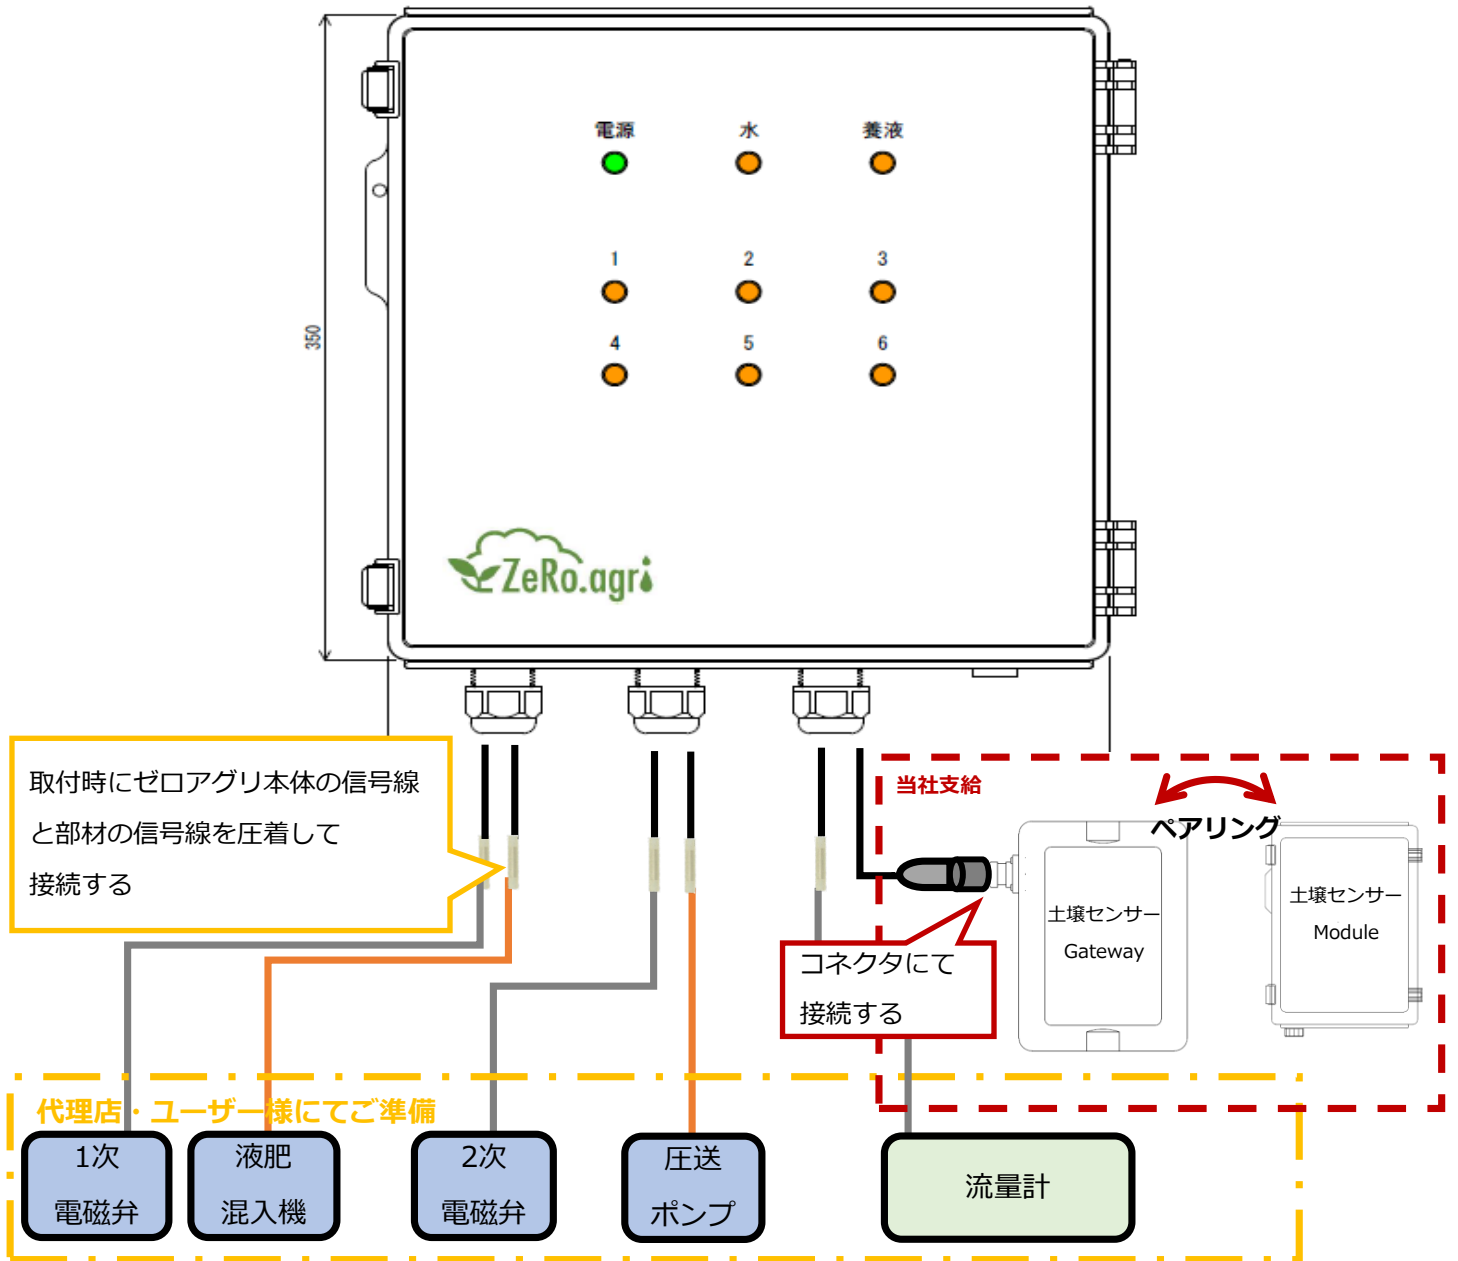 電源 水 養液
1 2 3
4 5 6
350
ZeRo.agri
取付時にゼロアグリ本体の信号線
と部材の信号線を圧着して
接続する
当社支給
ペアリング
土壌センサー
Gateway
土壌センサー
Module
コネクタにて
接続する
代理店・ユーザー様にてご準備
1次
電磁弁
液肥
混入機
2次
電磁弁
圧送
ポンプ
流量計